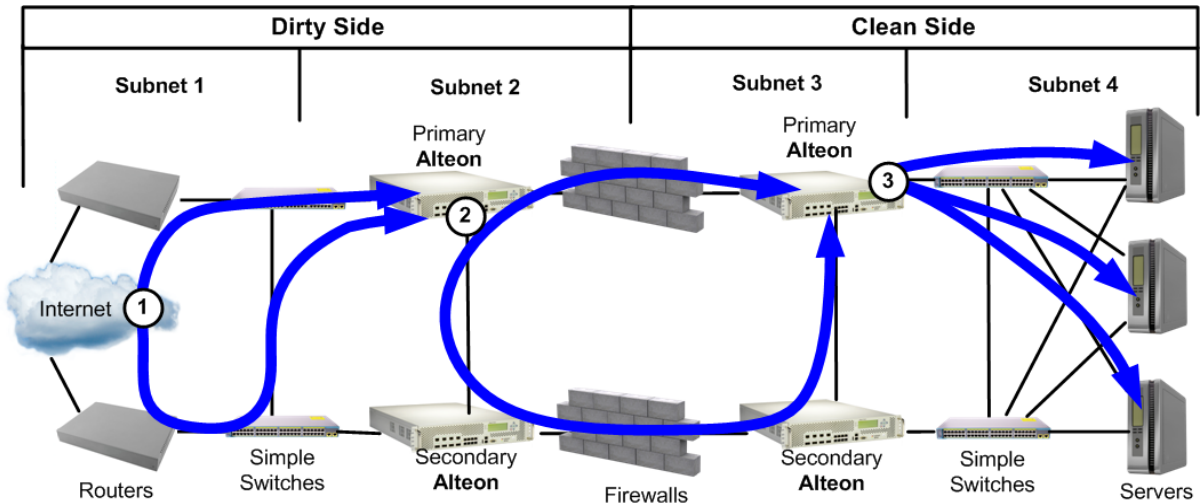 Dirty Side
Clean Side
Subnet 1
Subnet 2
Subnet 3
Subnet 4
Primary
Alteon
Primary
Alteon
3
2
Internet
1
Routers
Simple
Switches
Secondary
Alteon
Firewalls
Secondary
Alteon
Simple
Switches
Servers